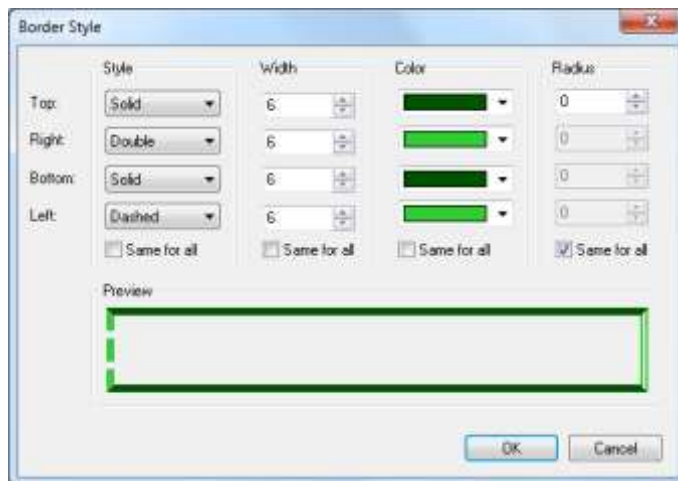 Border Style
Style Width Color Radius
Top: Solid 6 0
Right: Double 6 0
Bottom: Solid 6 0
Left: Dashed 6 0
Same for all Same for all Same for all Same for all
Preview
OK Cancel